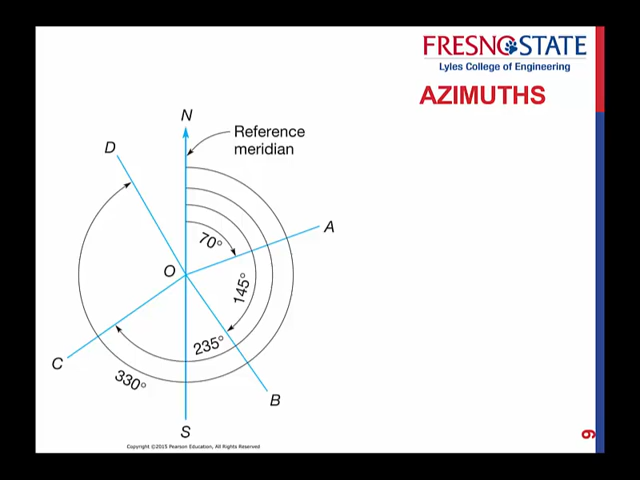 FRESNO STATE
Lyles College of Engineering
AZIMUTHS
N
Reference
meridian
D
A
70°
O
145°
235°
C
330°
B
S
Copyright ©2015 Pearson Education, All Rights Reserved
9